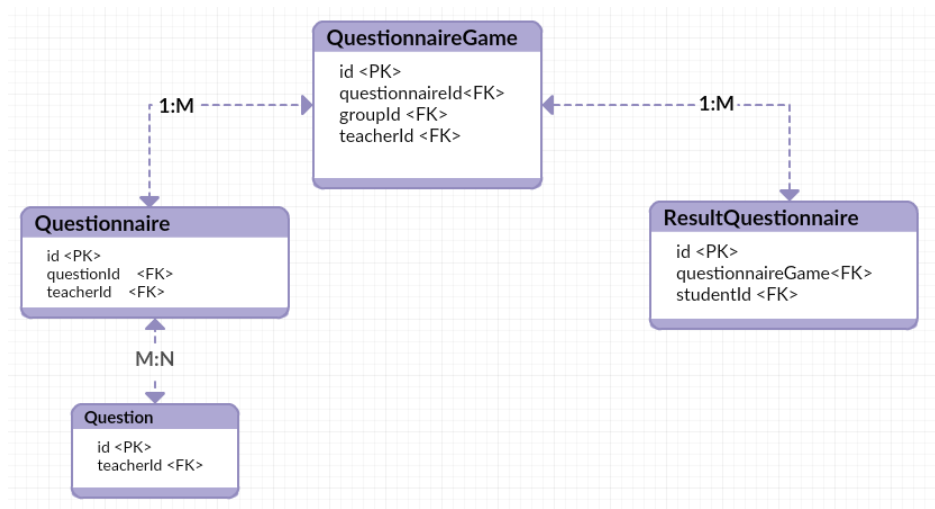 QuestionnaireGame
id <PK>
questionnaireId<FK>
groupId <FK>
teacherId <FK>
1:M
1:M
Questionnaire
id <PK>
questionId <FK>
teacherId <FK>
ResultQuestionnaire
id <PK>
questionnaireGame<FK>
studentId <FK>
M:N
Question
id <PK>
teacherId <FK>